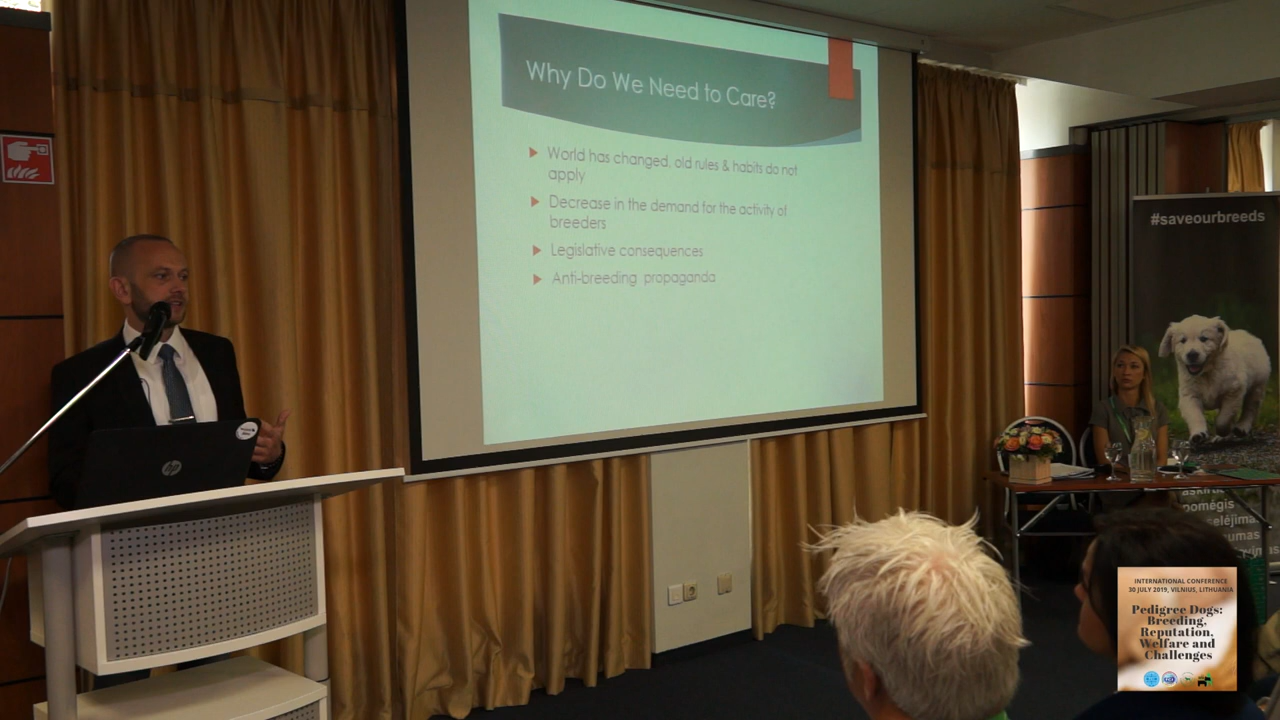 Why Do We Need to Care?
World has changed, old rules & habits do not
apply
Decrease in the demand for the activity of
breeders
Legislative consequences
Anti-breeding propaganda
#saveourbreeds
hp
pomėgis
INTERNATIONAL CONFERENCE
30 JULY 2019, VILNIUS, LITHUANIA
Pedigree Dogs:
Breeding,
Reputation,
Welfare and
Challenges